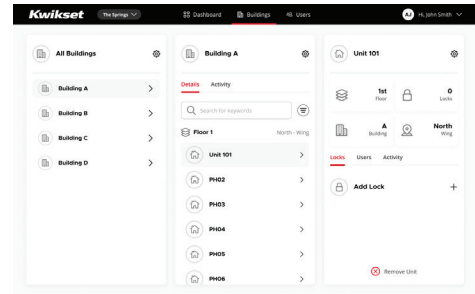 Kwikset The Springs Dashboard Buildings Users AJ Hi, John Smith
All Buildings
Building A
Building B
Building C
Building D
Building A
Details Activity
Search for keywords
Floor 1 North - Wing
Unit 101
PH02
PH03
PH04
PH05
PH06
Unit 101
1st
Floor
0
Locks
A
Building
North
Wing
Locks Users Activity
Add Lock
Remove Unit